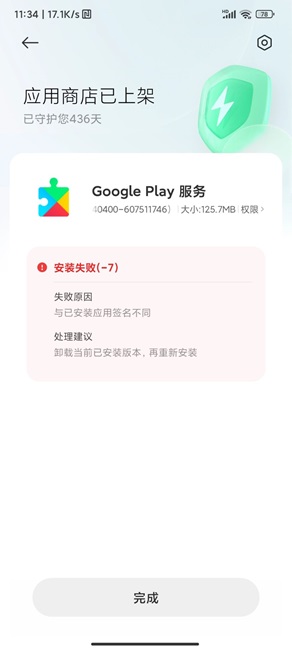 11:34 | 17.1K/s
HD 78
应用商店已上架
已守护您436天
Google Play 服务
40400-607511746) | 大小:125.7MB | 权限 >
安装失败(-7)
失败原因
与已安装应用签名不同
处理建议
卸载当前已安装版本，再重新安装
完成